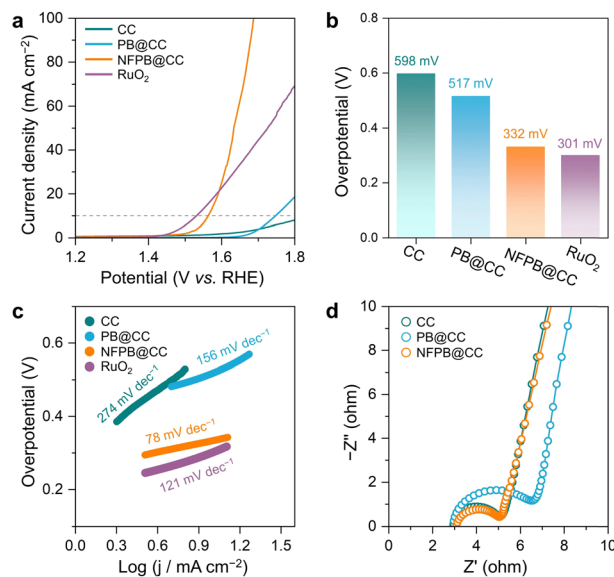 a
CC
PB@CC
NFPB@CC
RuO₂
100
80
60
40
20
0
1.2
1.4
1.6
1.8
Current density (mA cm⁻²)
Potential (V vs. RHE)
b
598 mV
517 mV
332 mV
301 mV
0.8
0.6
0.4
0.2
0.0
Overpotential (V)
CC
PB@CC
NFPB@CC
RuO₂
c
CC
PB@CC
NFPB@CC
RuO₂
156 mV dec⁻¹
274 mV dec⁻¹
78 mV dec⁻¹
121 mV dec⁻¹
0.6
0.4
0.2
0.0
0.3
0.6
0.9
1.2
1.5
Overpotential (V)
Log (j / mA cm⁻²)
d
CC
PB@CC
NFPB@CC
10
8
6
4
2
0
0
2
4
6
8
10
−Z'' (ohm)
Z' (ohm)